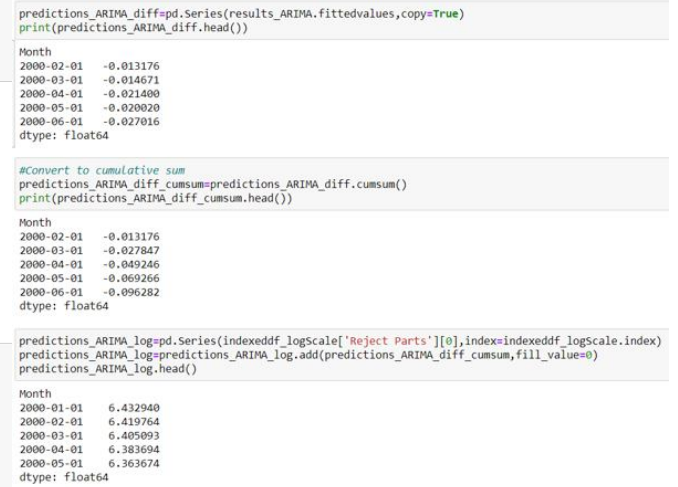 predictions_ARIMA_diff=pd.Series(results_ARIMA.fittedvalues,copy=True)
print(predictions_ARIMA_diff.head())
Month
2000-02-01   -0.013176
2000-03-01   -0.014671
2000-04-01   -0.021400
2000-05-01   -0.020020
2000-06-01   -0.027016
dtype: float64
#Convert to cumulative sum
predictions_ARIMA_diff_cumsum=predictions_ARIMA_diff.cumsum()
print(predictions_ARIMA_diff_cumsum.head())
Month
2000-02-01   -0.013176
2000-03-01   -0.027847
2000-04-01   -0.049246
2000-05-01   -0.069266
2000-06-01   -0.096282
dtype: float64
predictions_ARIMA_log=pd.Series(indexeddf_logScale['Reject Parts'][0],index=indexeddf_logScale.index)
predictions_ARIMA_log=predictions_ARIMA_log.add(predictions_ARIMA_diff_cumsum,fill_value=0)
predictions_ARIMA_log.head()
Month
2000-01-01    6.432940
2000-02-01    6.419764
2000-03-01    6.405093
2000-04-01    6.383694
2000-05-01    6.363674
dtype: float64